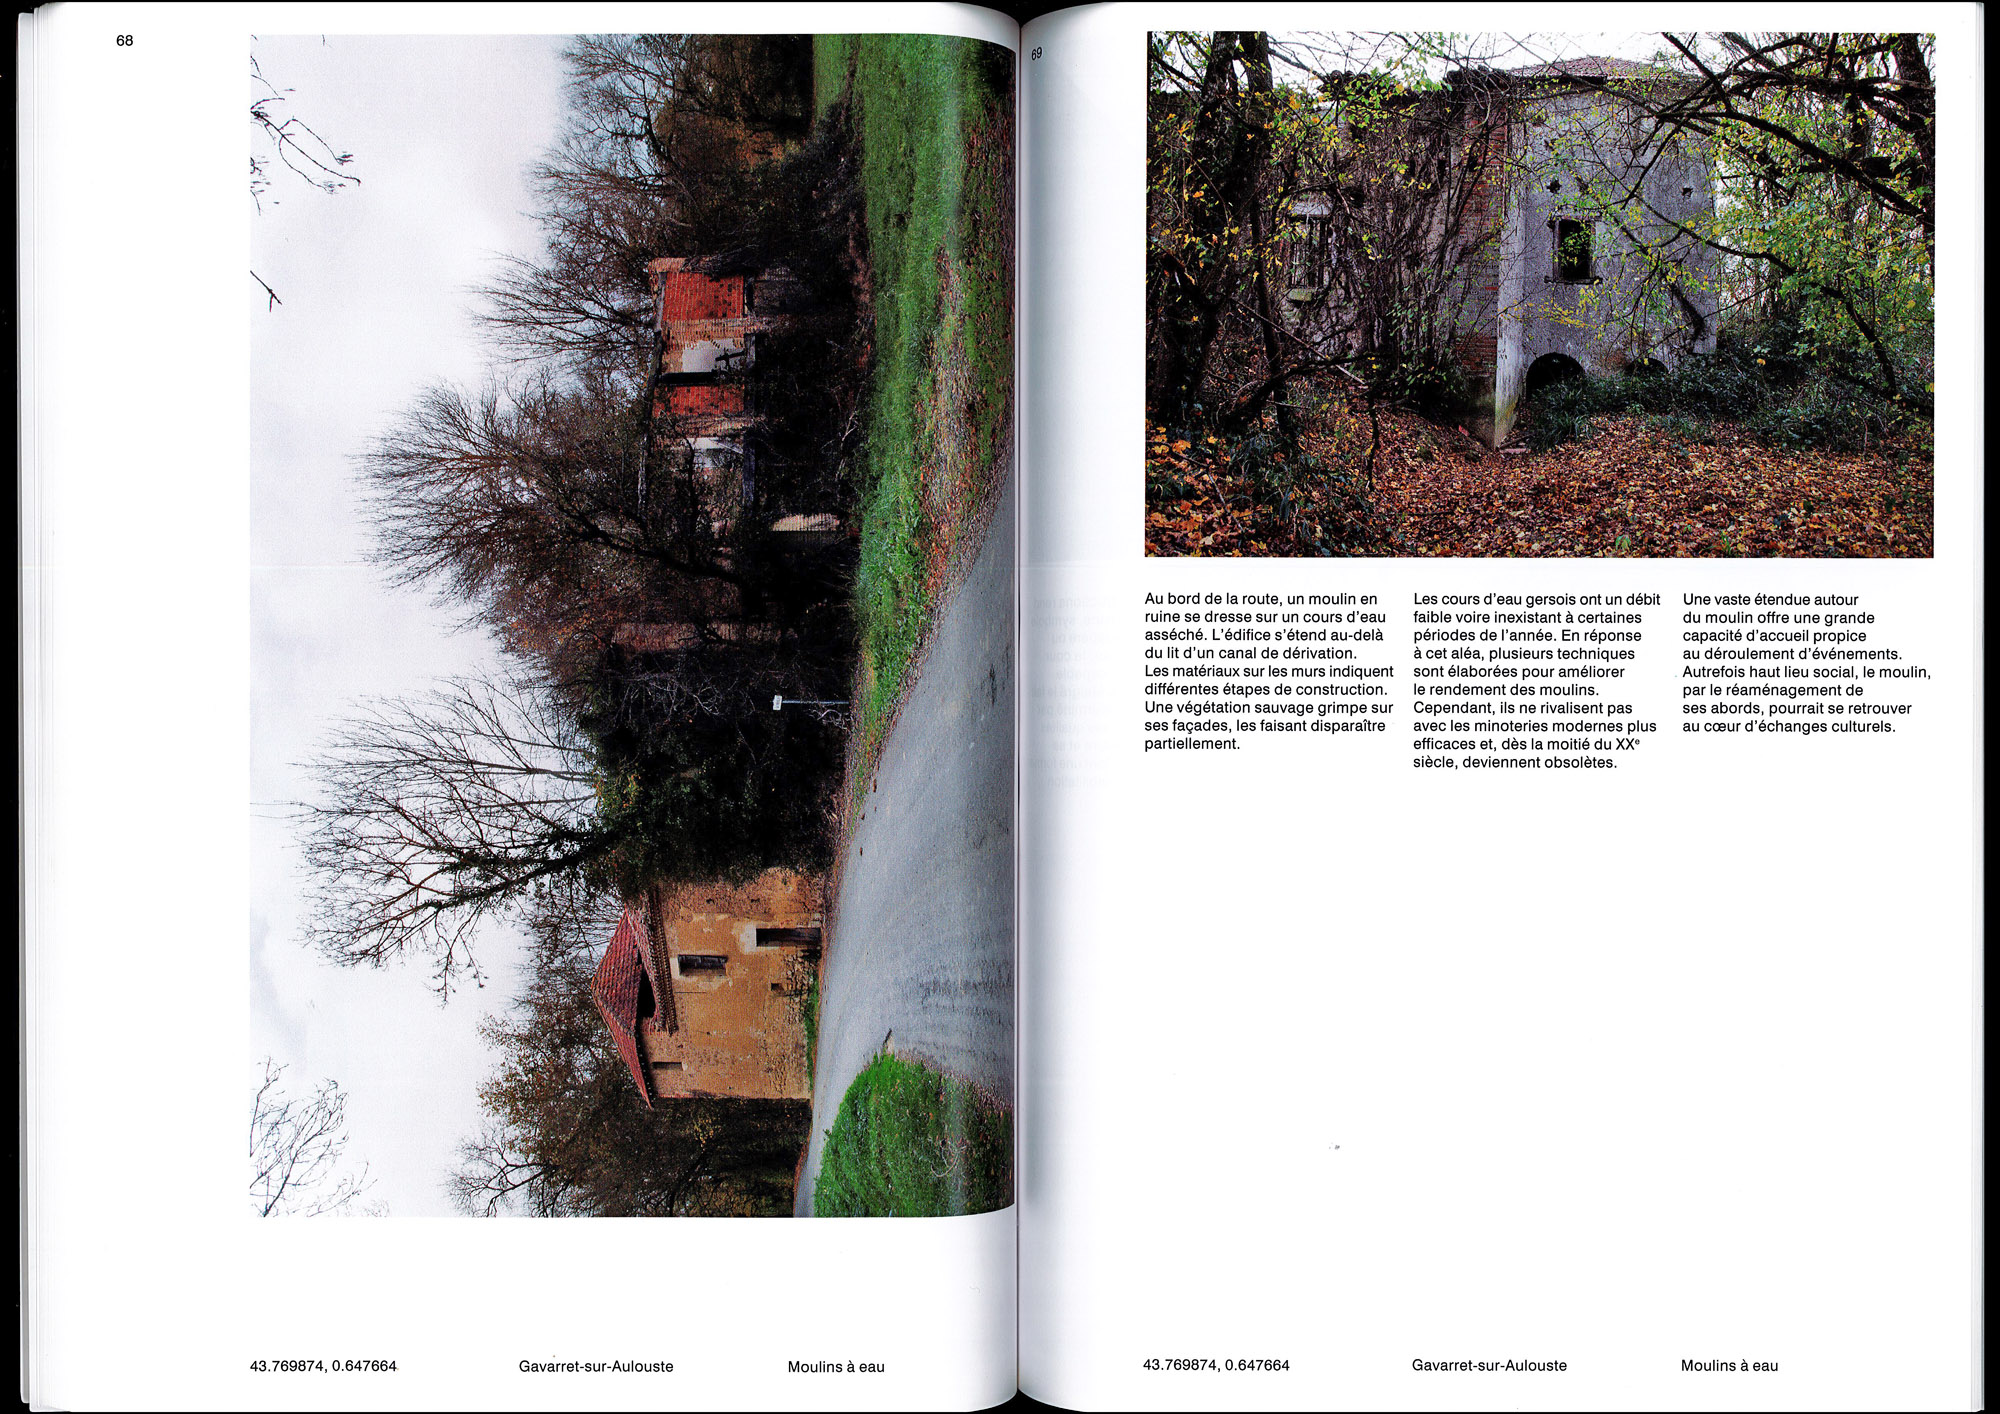 68
43.769874, 0.647664
Gavarret-sur-Aulouste
Moulins à eau
69
Au bord de la route, un moulin en
ruine se dresse sur un cours d’eau
asséché. L’édifice s’étend au-delà
du lit d’un canal de dérivation.
Les matériaux sur les murs indiquent
différentes étapes de construction.
Une végétation sauvage grimpe sur
ses façades, les faisant disparaître
partiellement.
Les cours d’eau gersois ont un débit
faible voire inexistant à certaines
périodes de l’année. En réponse
à cet aléa, plusieurs techniques
sont élaborées pour améliorer
le rendement des moulins.
Cependant, ils ne rivalisent pas
avec les minoteries modernes plus
efficaces et, dès la moitié du XXᵉ
siècle, deviennent obsolètes.
Une vaste étendue autour
du moulin offre une grande
capacité d’accueil propice
au déroulement d’événements.
Autrefois haut lieu social, le moulin,
par le réaménagement de
ses abords, pourrait se retrouver
au cœur d’échanges culturels.
43.769874, 0.647664
Gavarret-sur-Aulouste
Moulins à eau